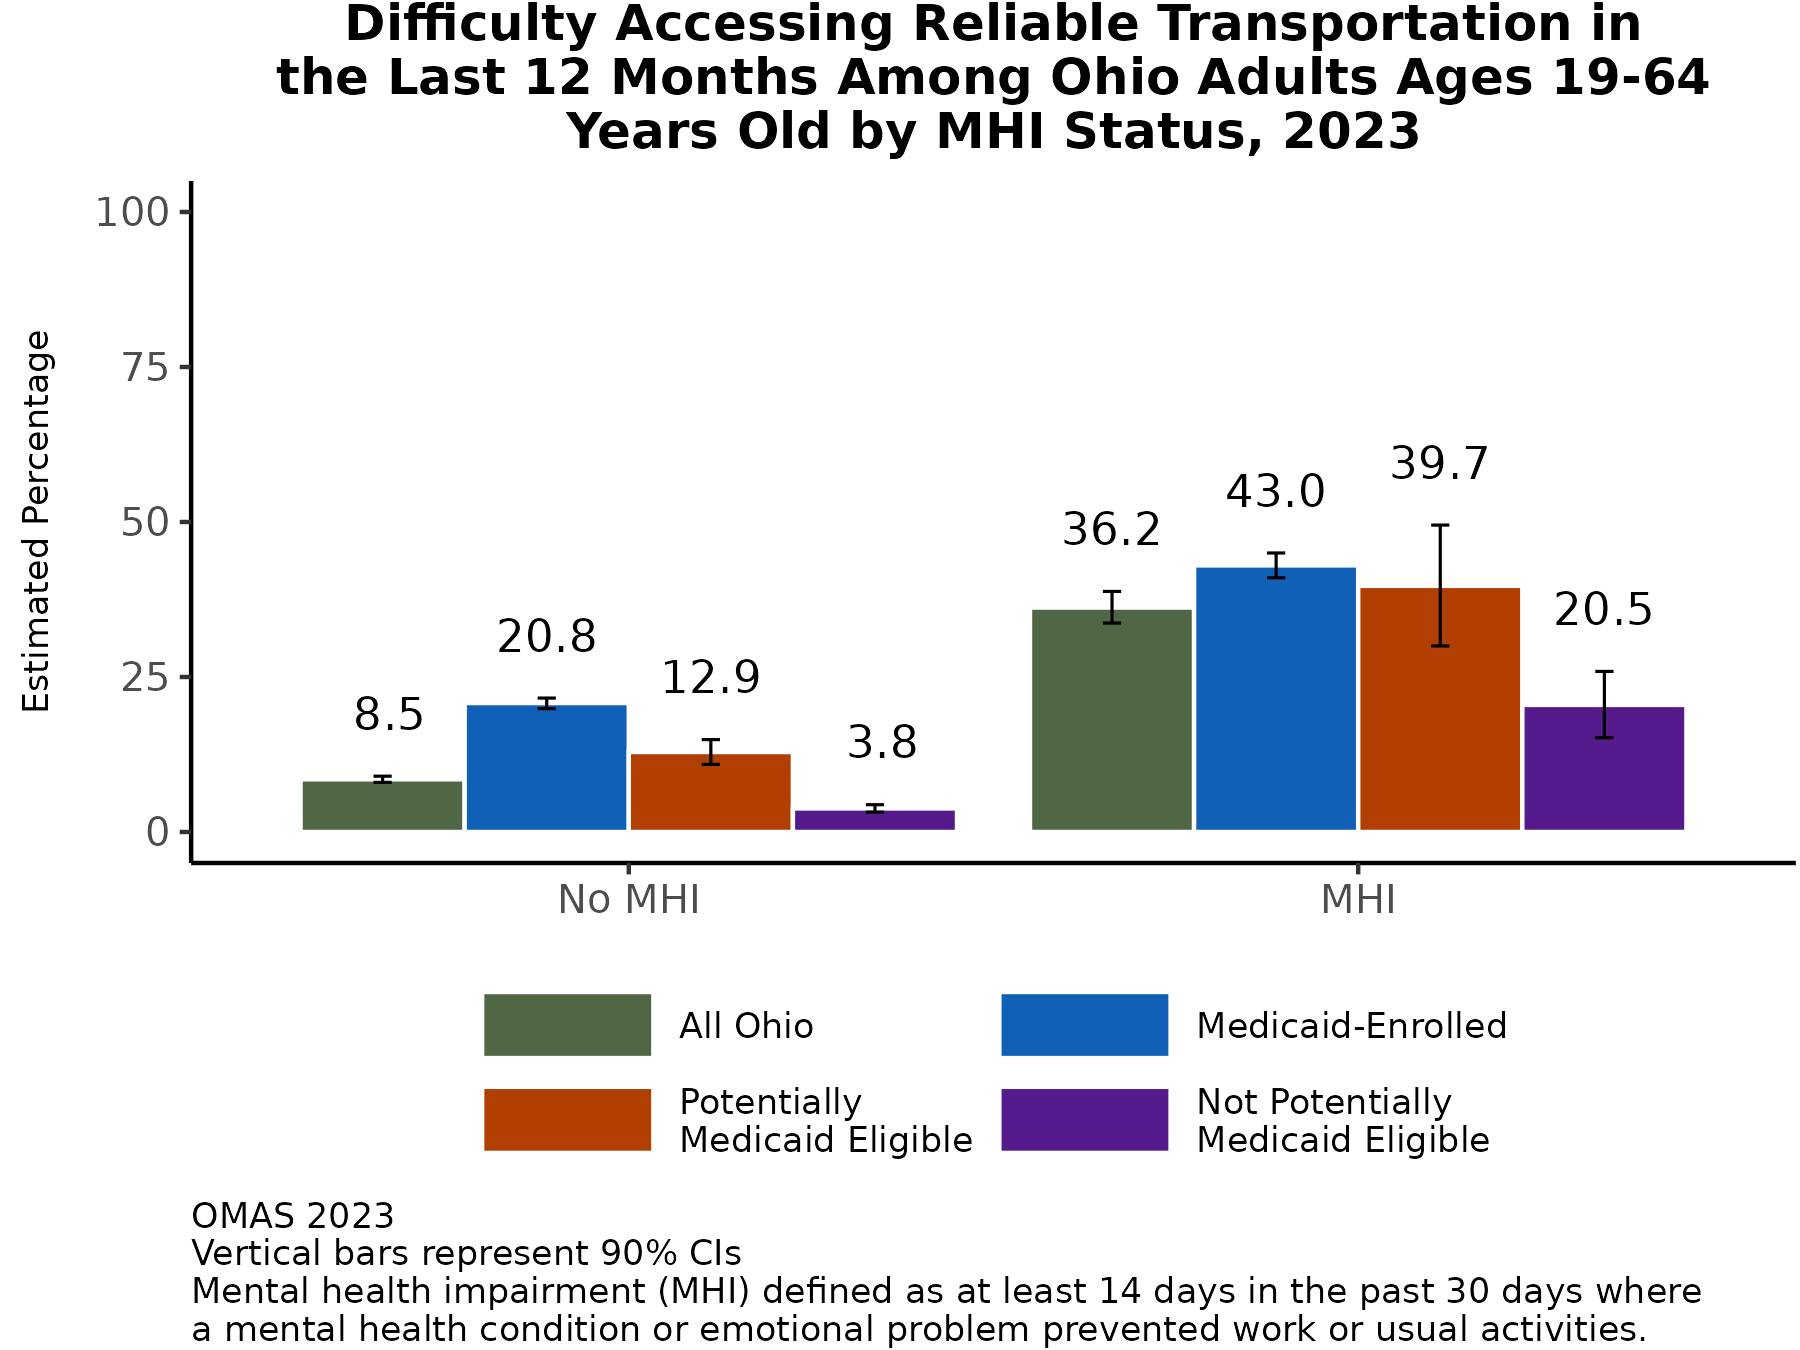 Difficulty Accessing Reliable Transportation in
the Last 12 Months Among Ohio Adults Ages 19-64
Years Old by MHI Status, 2023
Estimated Percentage
100
75
50
25
0
8.5
20.8
12.9
3.8
36.2
43.0
39.7
20.5
No MHI
MHI
All Ohio
Medicaid-Enrolled
Potentially
Medicaid Eligible
Not Potentially
Medicaid Eligible
OMAS 2023
Vertical bars represent 90% CIs
Mental health impairment (MHI) defined as at least 14 days in the past 30 days where
a mental health condition or emotional problem prevented work or usual activities.